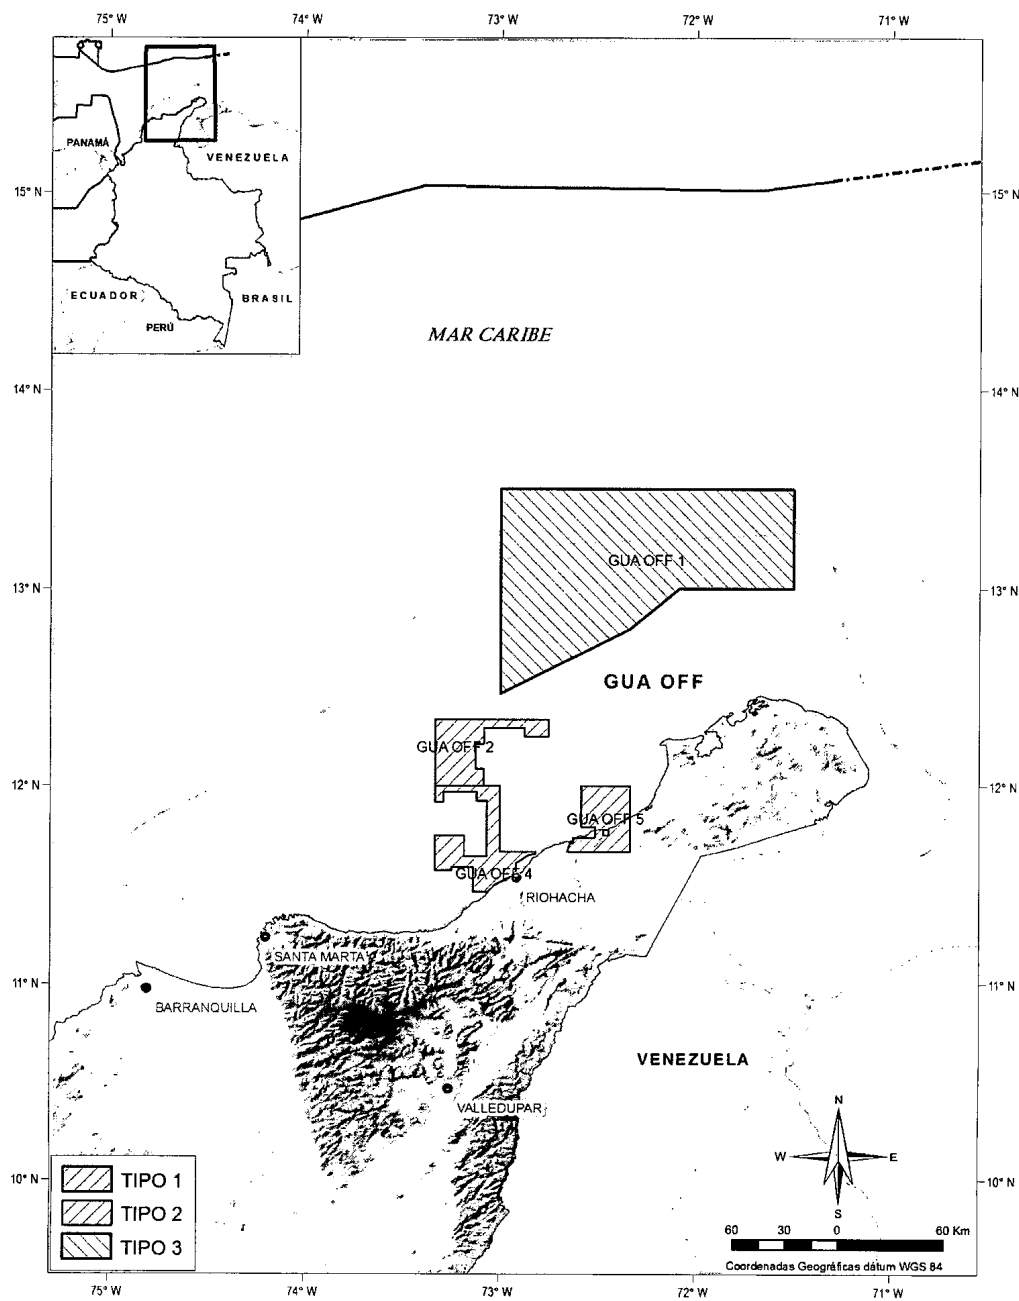 75° W
74° W
73° W
72° W
71° W
PANAMÁ
VENEZUELA
ECUADOR
BRASIL
PERÚ
15° N
15° N
MAR CARIBE
14° N
14° N
GUA OFF 1
13° N
13° N
GUA OFF
GUA OFF 2
12° N
12° N
GUA OFF 5
GUA OFF 4
RIOHACHA
SANTA MARTA
11° N
11° N
BARRANQUILLA
VENEZUELA
VALLEDUPAR
N
W
E
S
10° N
10° N
TIPO 1
TIPO 2
TIPO 3
60 30 0 60 Km
Coordenadas Geográficas dátum WGS 84
75° W
74° W
73° W
72° W
71° W